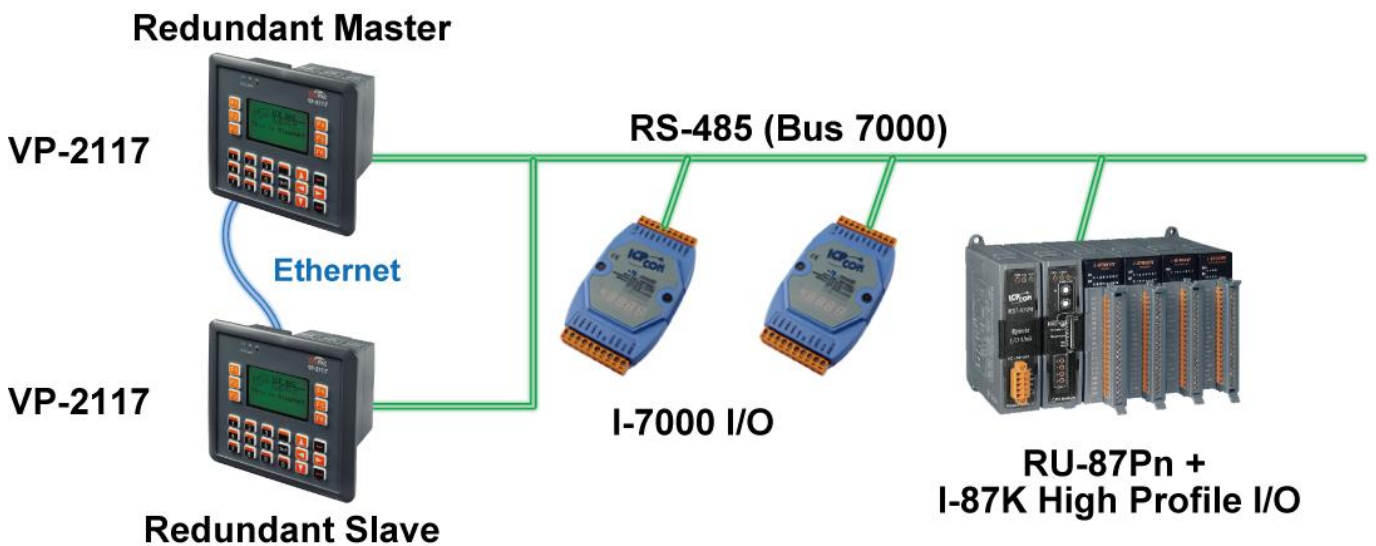 Redundant Master
VP-2117
RS-485 (Bus 7000)
Ethernet
VP-2117
I-7000 I/O
RU-87Pn +
I-87K High Profile I/O
Redundant Slave